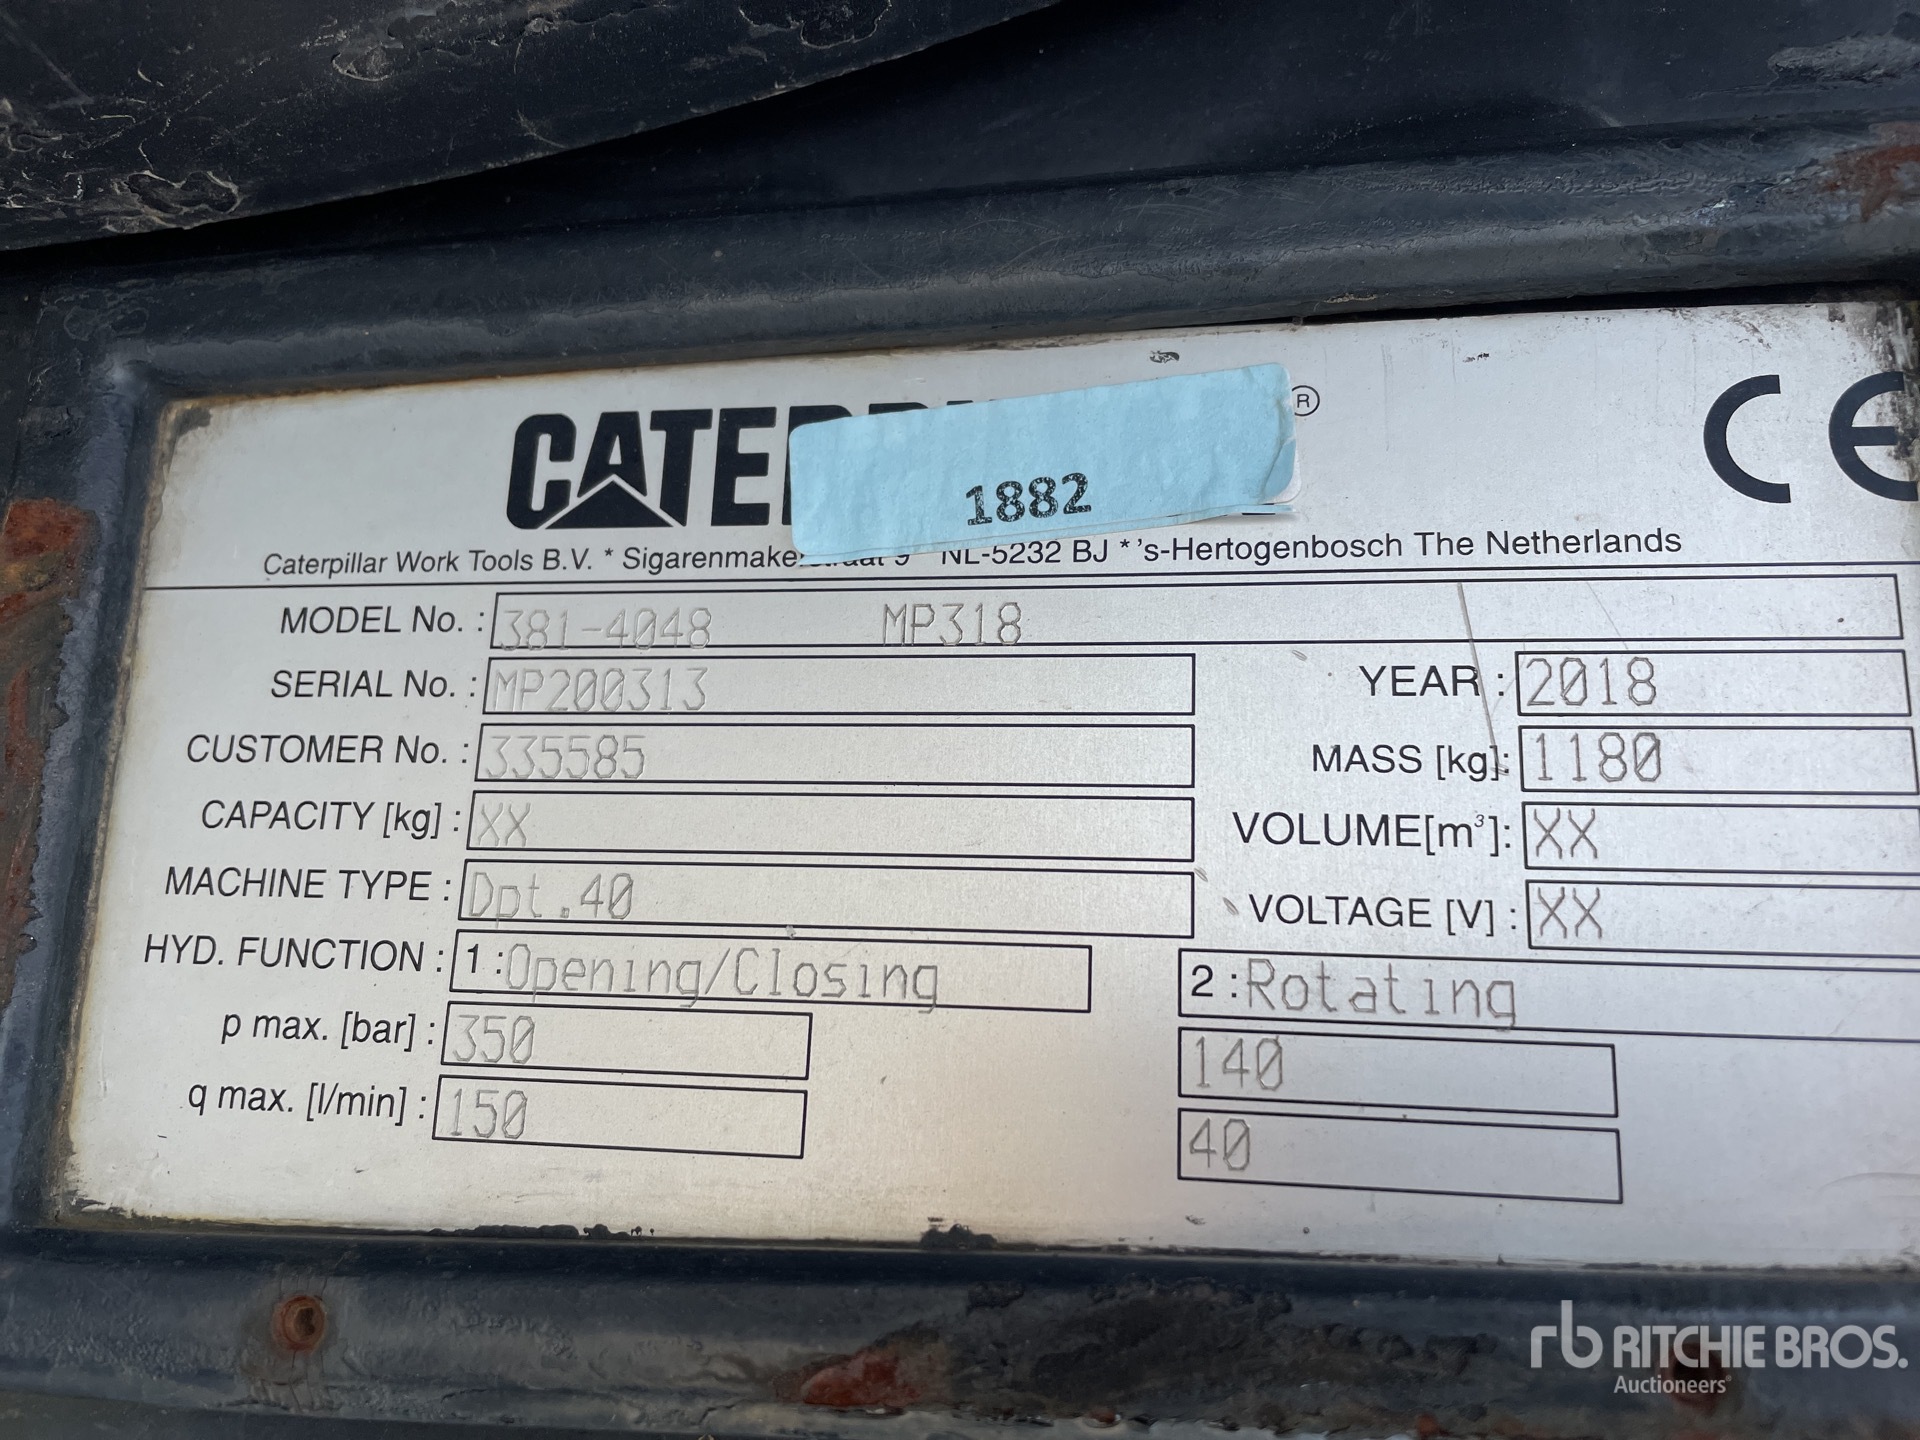 CATERP ® CE
1882
Caterpillar Work Tools B.V. * Sigarenmake 9 NL-5232 BJ * 's-Hertogenbosch The Netherlands
MODEL No. : 381-4048 MP318
SERIAL No. : MP200313 YEAR : 2018
CUSTOMER No. : 335585 MASS [kg]: 1180
CAPACITY [kg] : XX VOLUME[m³]: XX
MACHINE TYPE : Dpt.40 VOLTAGE [V] : XX
HYD. FUNCTION : 1 :Opening/Closing 2 :Rotating
p max. [bar] : 350 140
q max. [l/min] : 150 40
rb RITCHIE BROS.
Auctioneers